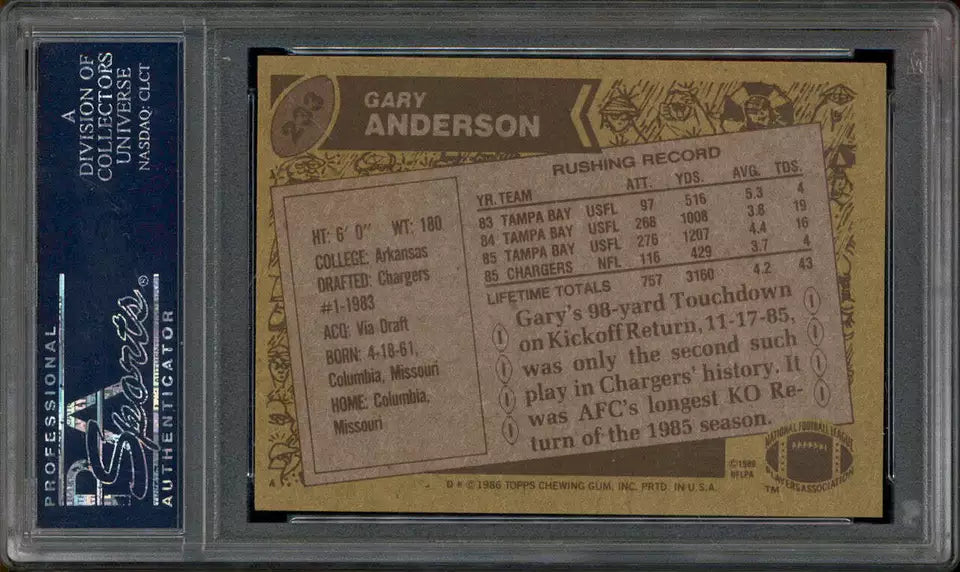 A
DIVISION OF
COLLECTORS
UNIVERSE
NASDAQ: CLCT
PROFESSIONAL
PSA
Sports®
AUTHENTICATOR
233
GARY
ANDERSON
HT: 6' 0" WT: 180
COLLEGE: Arkansas
DRAFTED: Chargers
#1-1983
ACQ: Via Draft
BORN: 4-18-61,
Columbia, Missouri
HOME: Columbia,
Missouri
RUSHING RECORD
YR. TEAM ATT. YDS. AVG. TDS.
83 TAMPA BAY USFL 97 516 5.3 4
84 TAMPA BAY USFL 268 1008 3.8 19
85 TAMPA BAY USFL 276 1207 4.4 16
85 CHARGERS NFL 116 429 3.7 4
LIFETIME TOTALS 757 3160 4.2 43
Gary's 98-yard Touchdown
on Kickoff Return, 11-17-85,
was only the second such
play in Chargers' history. It
was AFC's longest KO Re-
turn of the 1985 season.
©1986
NFLPA
NATIONAL FOOTBALL LEAGUE
PLAYERS ASSOCIATION
TM
A D * © 1986 TOPPS CHEWING GUM, INC. PRTD. IN U.S.A.